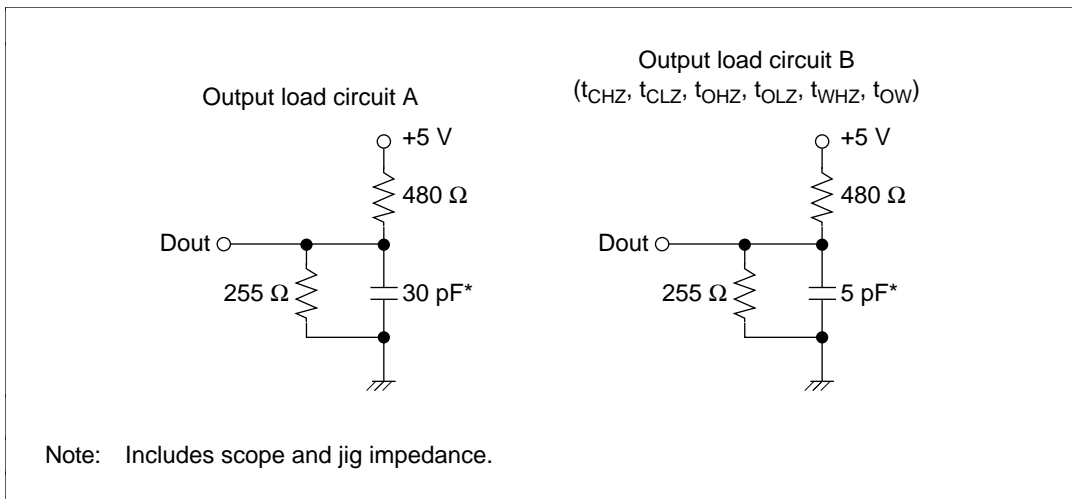 Output load circuit A
+5 V
480 Ω
Dout
255 Ω
30 pF*
Output load circuit B
(tCHZ, tCLZ, tOHZ, tOLZ, tWHZ, tOW)
+5 V
480 Ω
Dout
255 Ω
5 pF*
Note: Includes scope and jig impedance.